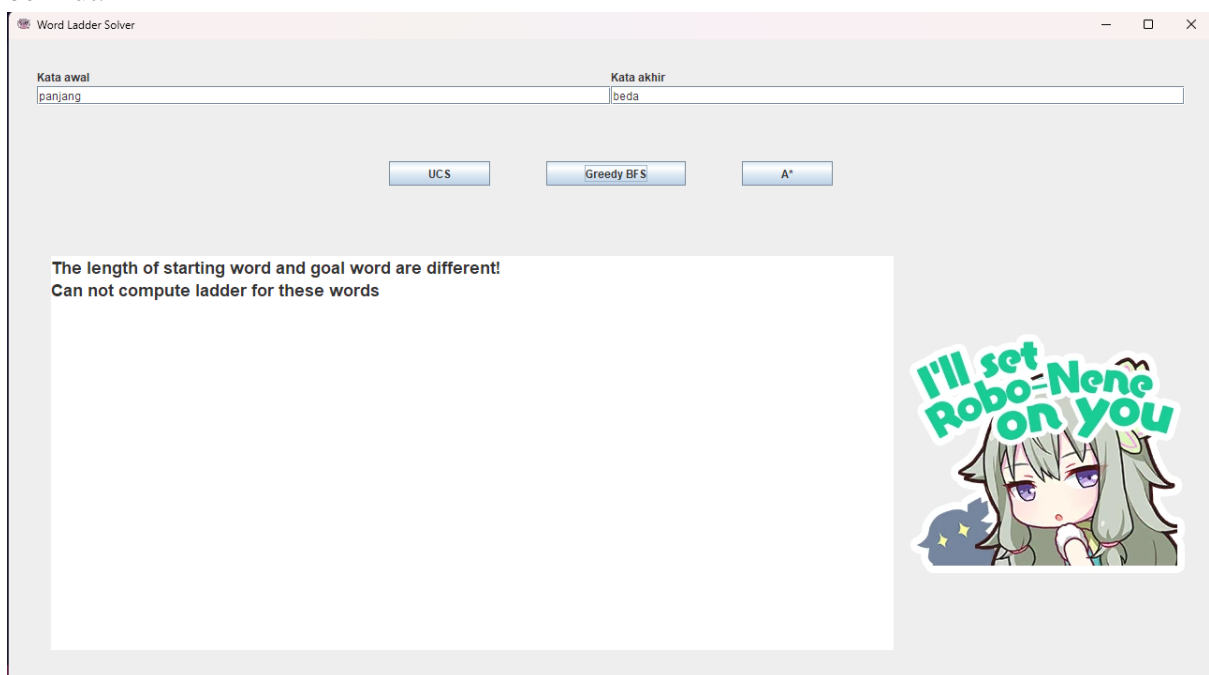 Word Ladder Solver
Kata awal
Kata akhir
panjang
beda
UCS
Greedy BFS
A*
The length of starting word and goal word are different!
Can not compute ladder for these words
I'll set
Robo-Nene
on you